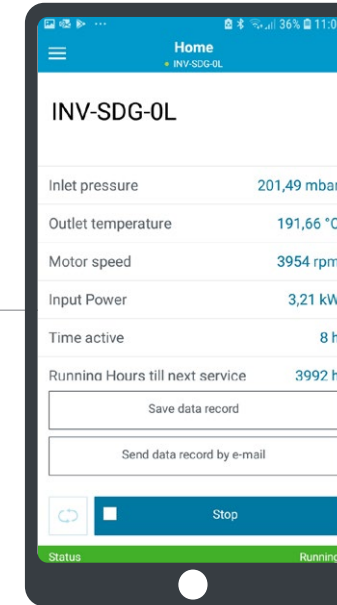 36% 11:0
Home
INV-SDG-0L
INV-SDG-0L
Inlet pressure 201,49 mbar
Outlet temperature 191,66 °C
Motor speed 3954 rpm
Input Power 3,21 kW
Time active 8 h
Running Hours till next service 3992 h
Save data record
Send data record by e-mail
Stop
Status Running